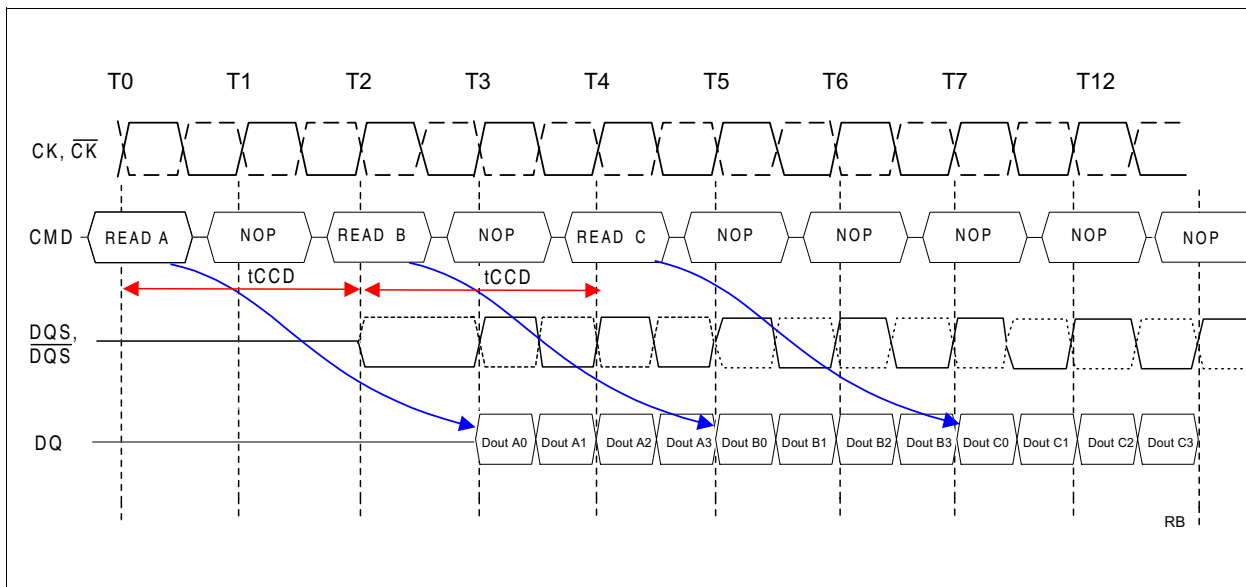 T0 T1 T2 T3 T4 T5 T6 T7 T12
CK, CK
CMD READ A NOP READ B NOP READ C NOP NOP NOP NOP NOP
tCCD tCCD
DQS,
DQS
DQ Dout A0 Dout A1 Dout A2 Dout A3 Dout B0 Dout B1 Dout B2 Dout B3 Dout C0 Dout C1 Dout C2 Dout C3
RB